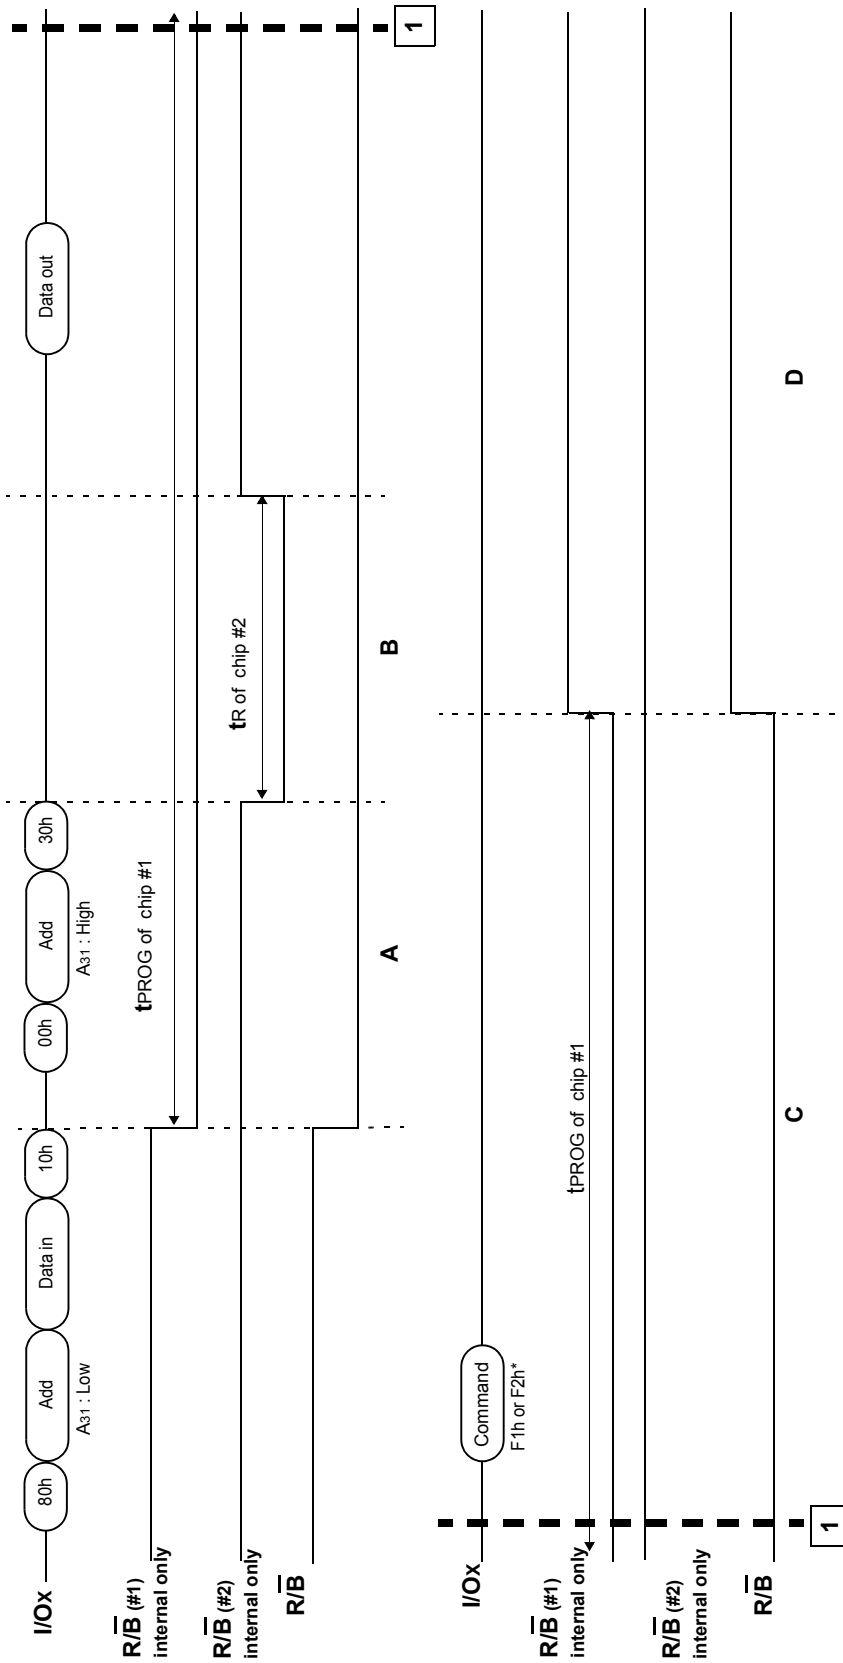 I/Ox
80h
Add
Data in
10h
00h
Add
30h
Data out
A31 : Low
A31 : High
R/B (#1)
internal only
tPROG of chip #1
R/B (#2)
internal only
tR of chip #2
R/B
A
B
1
I/Ox
Command
F1h or F2h*
R/B (#1)
internal only
tPROG of chip #1
R/B (#2)
internal only
R/B
C
D
1